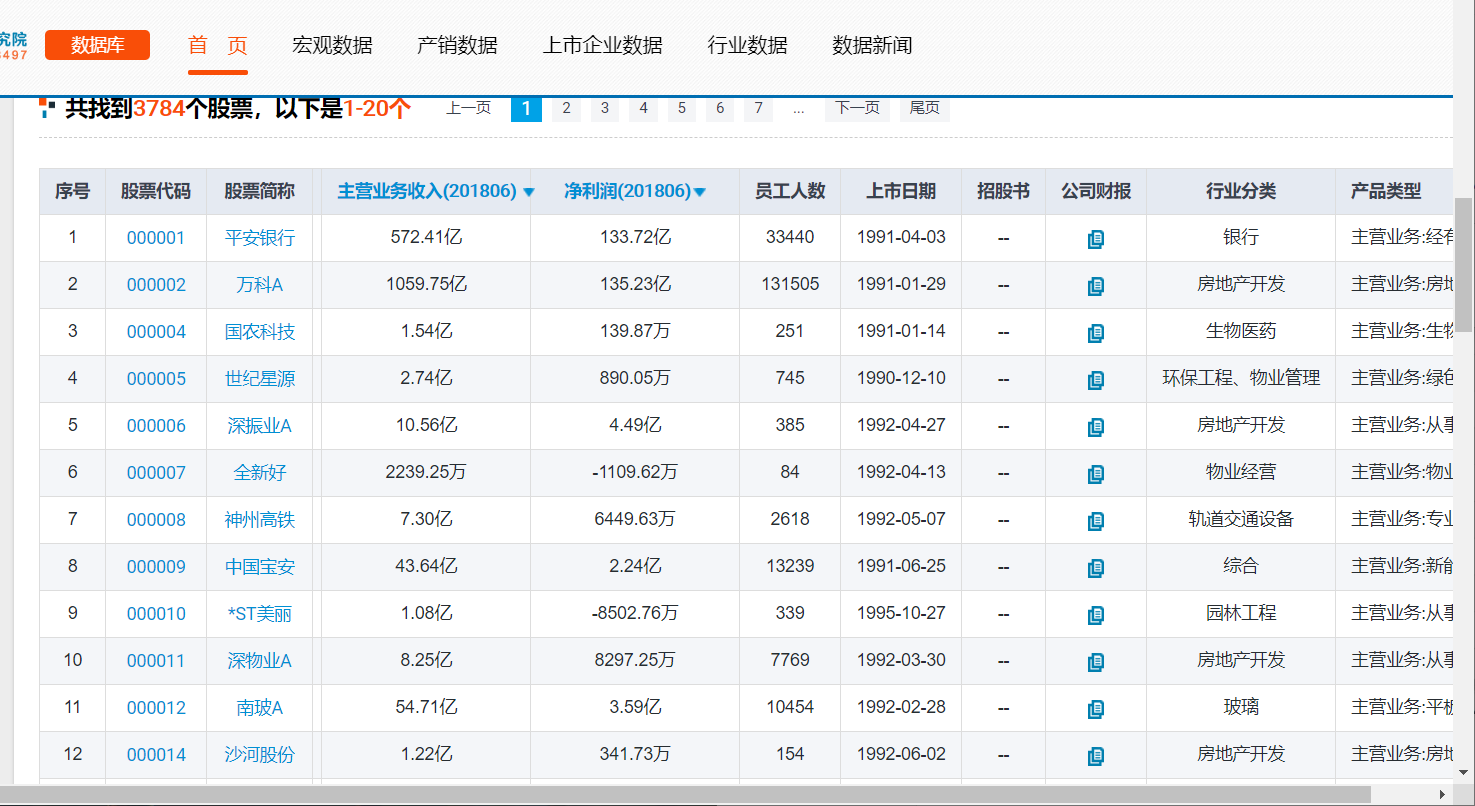 究院
数据库 首 页 宏观数据 产销数据 上市企业数据 行业数据 数据新闻
3497
共找到3784个股票，以下是1-20个 上一页 1 2 3 4 5 6 7 ... 下一页 尾页
序号 股票代码 股票简称 主营业务收入(201806) 净利润(201806) 员工人数 上市日期 招股书 公司财报 行业分类 产品类型
1 000001 平安银行 572.41亿 133.72亿 33440 1991-04-03 -- 银行 主营业务:经有
2 000002 万科A 1059.75亿 135.23亿 131505 1991-01-29 -- 房地产开发 主营业务:房地
3 000004 国农科技 1.54亿 139.87万 251 1991-01-14 -- 生物医药 主营业务:生物
4 000005 世纪星源 2.74亿 890.05万 745 1990-12-10 -- 环保工程、物业管理 主营业务:绿色
5 000006 深振业A 10.56亿 4.49亿 385 1992-04-27 -- 房地产开发 主营业务:从事
6 000007 全新好 2239.25万 -1109.62万 84 1992-04-13 -- 物业经营 主营业务:物业
7 000008 神州高铁 7.30亿 6449.63万 2618 1992-05-07 -- 轨道交通设备 主营业务:专业
8 000009 中国宝安 43.64亿 2.24亿 13239 1991-06-25 -- 综合 主营业务:新能
9 000010 *ST美丽 1.08亿 -8502.76万 339 1995-10-27 -- 园林工程 主营业务:从事
10 000011 深物业A 8.25亿 8297.25万 7769 1992-03-30 -- 房地产开发 主营业务:从事
11 000012 南玻A 54.71亿 3.59亿 10454 1992-02-28 -- 玻璃 主营业务:平板
12 000014 沙河股份 1.22亿 341.73万 154 1992-06-02 -- 房地产开发 主营业务:房地